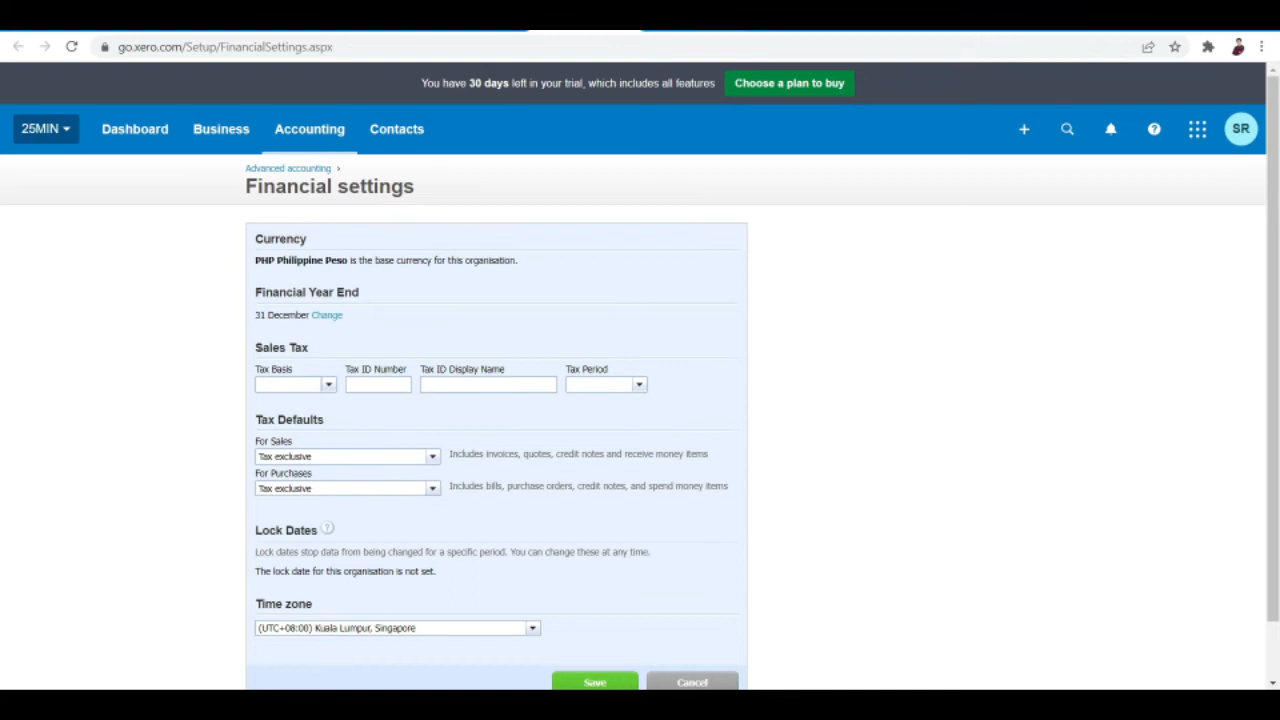 go.xero.com/Setup/FinancialSettings.aspx
You have 30 days left in your trial, which includes all features Choose a plan to buy
25MIN Dashboard Business Accounting Contacts SR
Advanced accounting ›
Financial settings
Currency
PHP Philippine Peso is the base currency for this organisation.
Financial Year End
31 December Change
Sales Tax
Tax Basis Tax ID Number Tax ID Display Name Tax Period
Tax Defaults
For Sales
Tax exclusive Includes invoices, quotes, credit notes and receive money items
For Purchases
Tax exclusive Includes bills, purchase orders, credit notes, and spend money items
Lock Dates ?
Lock dates stop data from being changed for a specific period. You can change these at any time.
The lock date for this organisation is not set.
Time zone
(UTC+08:00) Kuala Lumpur, Singapore
Save Cancel